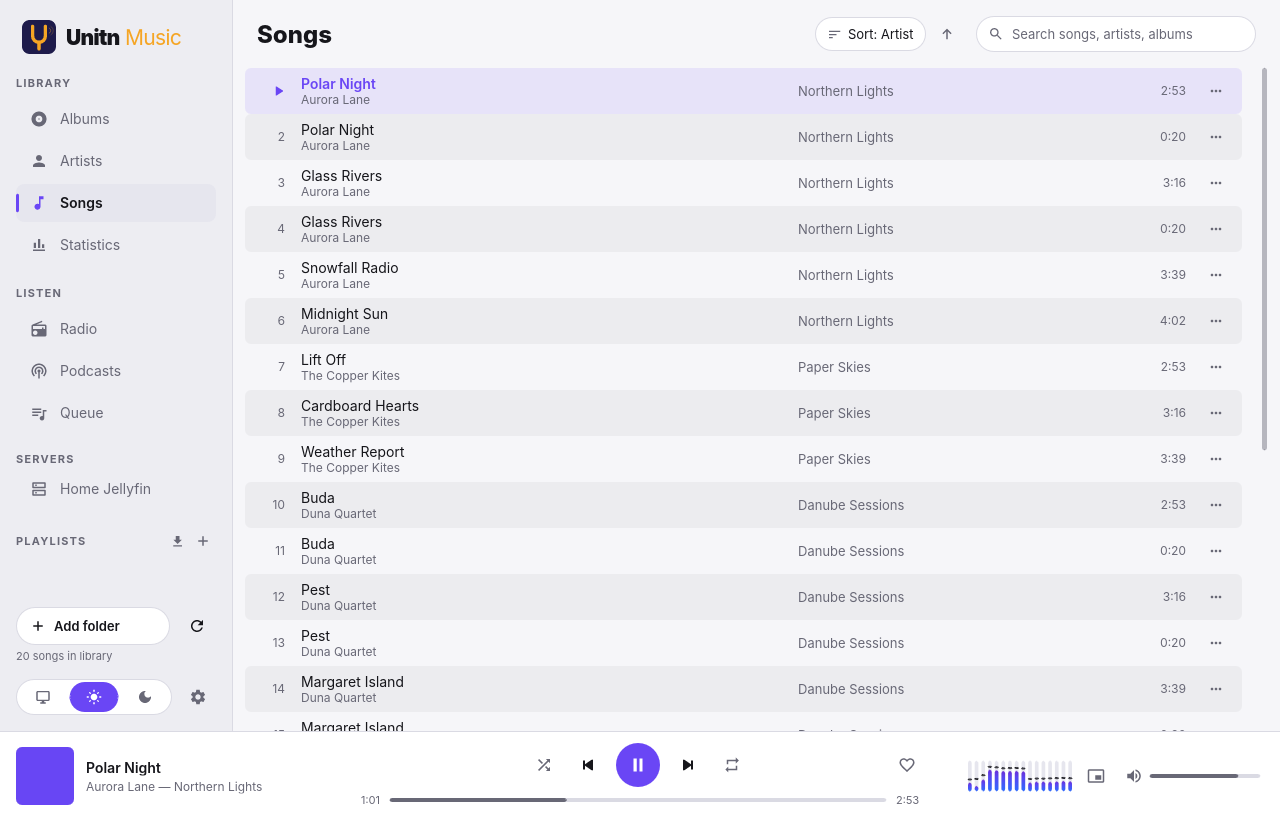 Unitn Music
LIBRARY
Albums
Artists
Songs
Statistics
LISTEN
Radio
Podcasts
Queue
SERVERS
Home Jellyfin
PLAYLISTS
Add folder
20 songs in library
Songs
Sort: Artist
Search songs, artists, albums
Polar Night
Aurora Lane
Northern Lights
2:53
2
Polar Night
Aurora Lane
Northern Lights
0:20
3
Glass Rivers
Aurora Lane
Northern Lights
3:16
4
Glass Rivers
Aurora Lane
Northern Lights
0:20
5
Snowfall Radio
Aurora Lane
Northern Lights
3:39
6
Midnight Sun
Aurora Lane
Northern Lights
4:02
7
Lift Off
The Copper Kites
Paper Skies
2:53
8
Cardboard Hearts
The Copper Kites
Paper Skies
3:16
9
Weather Report
The Copper Kites
Paper Skies
3:39
10
Buda
Duna Quartet
Danube Sessions
2:53
11
Buda
Duna Quartet
Danube Sessions
0:20
12
Pest
Duna Quartet
Danube Sessions
3:16
13
Pest
Duna Quartet
Danube Sessions
0:20
14
Margaret Island
Duna Quartet
Danube Sessions
3:39
Margaret Island
Polar Night
Aurora Lane — Northern Lights
1:01
2:53